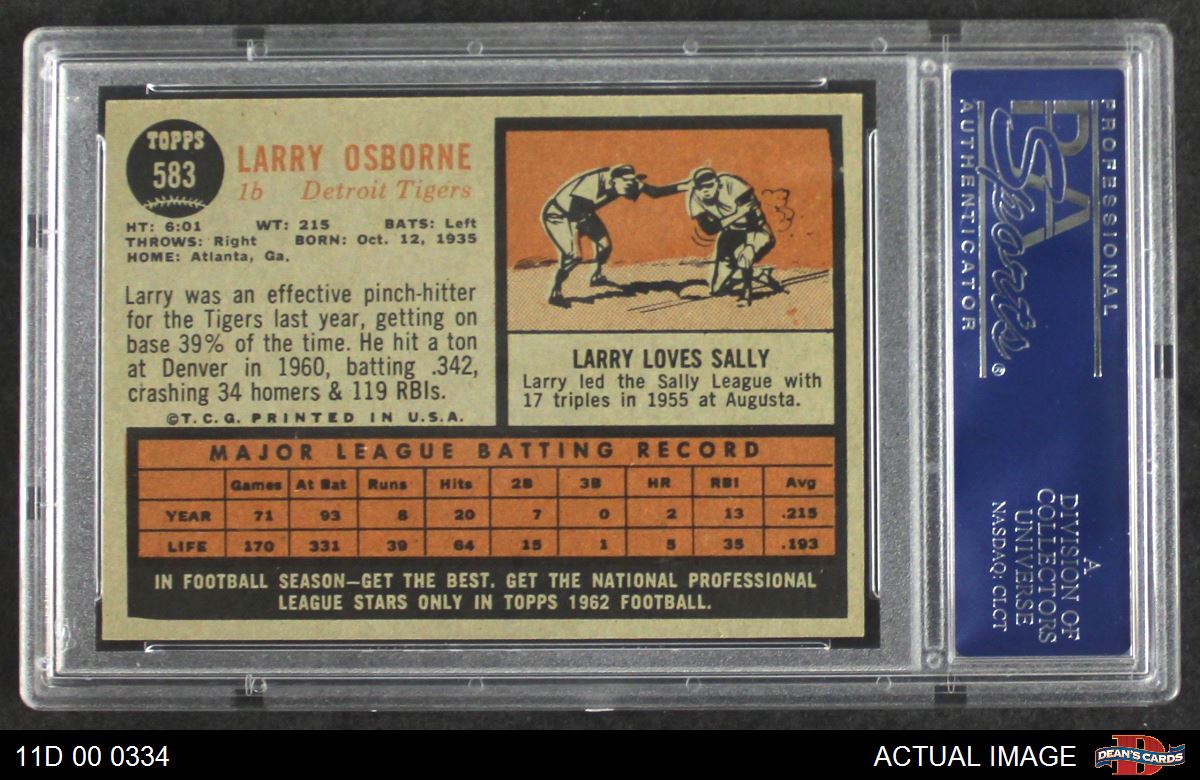 TOPPS
583
LARRY OSBORNE
1b Detroit Tigers
HT: 6:01 WT: 215 BATS: Left
THROWS: Right BORN: Oct. 12, 1935
HOME: Atlanta, Ga.
Larry was an effective pinch-hitter
for the Tigers last year, getting on
base 39% of the time. He hit a ton
at Denver in 1960, batting .342,
crashing 34 homers & 119 RBIs.
©T.C.G. PRINTED IN U.S.A.
LARRY LOVES SALLY
Larry led the Sally League with
17 triples in 1955 at Augusta.
MAJOR LEAGUE BATTING RECORD
Games At Bat Runs Hits 2B 3B HR RBI Avg
YEAR 71 93 8 20 7 0 2 13 .215
LIFE 170 331 39 64 15 1 5 35 .193
IN FOOTBALL SEASON—GET THE BEST. GET THE NATIONAL PROFESSIONAL
LEAGUE STARS ONLY IN TOPPS 1962 FOOTBALL.
PROFESSIONAL
PSA
Sports®
AUTHENTICATOR
A
DIVISION OF
COLLECTORS
UNIVERSE
NASDAQ: CLCT
11D 00 0334
ACTUAL IMAGE
D
DEAN'S CARDS